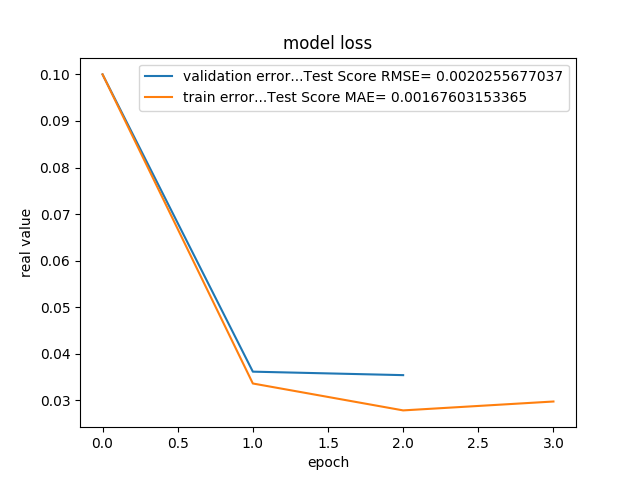 model loss
validation error...Test Score RMSE= 0.0020255677037
train error...Test Score MAE= 0.00167603153365
0.10
0.09
0.08
0.07
0.06
0.05
0.04
0.03
real value
0.0 0.5 1.0 1.5 2.0 2.5 3.0
epoch